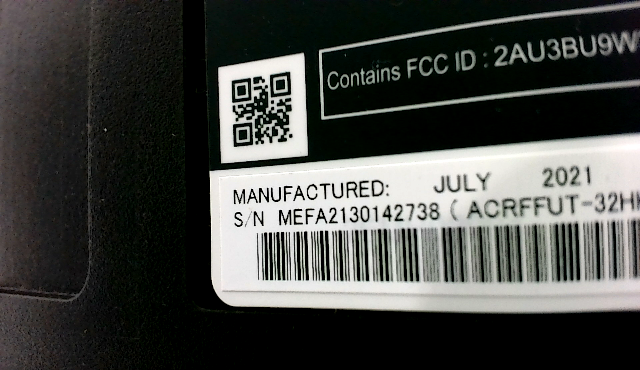 Contains FCC ID : 2AU3BU9W
MANUFACTURED: JULY 2021
S/N MEFA2130142738 ( ACRFFUT-32H